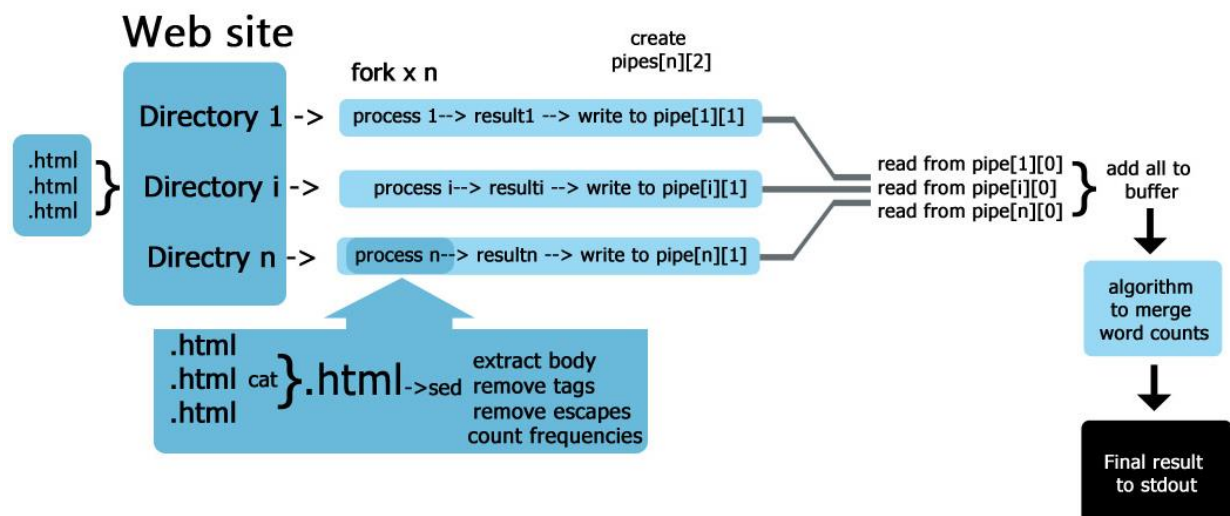 Web site
create
pipes[n][2]
fork x n
Directory 1 -> process 1--> result1 --> write to pipe[1][1]
.html
.html
.html
}
Directory i -> process i--> resulti --> write to pipe[i][1]
Directry n -> process n--> resultn --> write to pipe[n][1]
read from pipe[1][0]
read from pipe[i][0]
read from pipe[n][0]
}
add all to
buffer
algorithm
to merge
word counts
Final result
to stdout
.html
.html cat
.html
} .html ->sed
extract body
remove tags
remove escapes
count frequencies